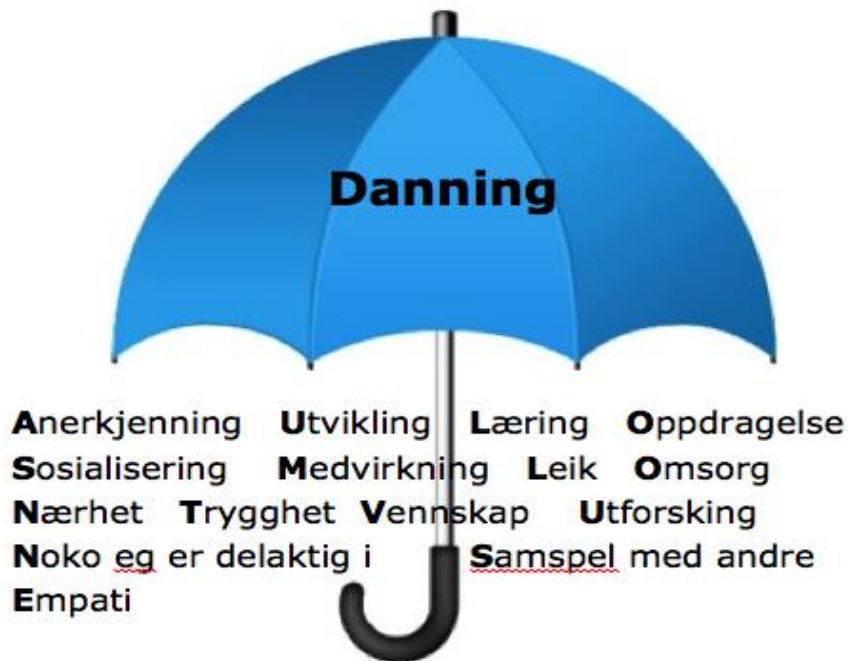 Danning
Anerkjenning Utvikling Læring Oppdragelse
Sosialisering Medvirkning Leik Omsorg
Nærhet Trygghet Vennskap Utforsking
Noko eg er delaktig i Samspel med andre
Empati